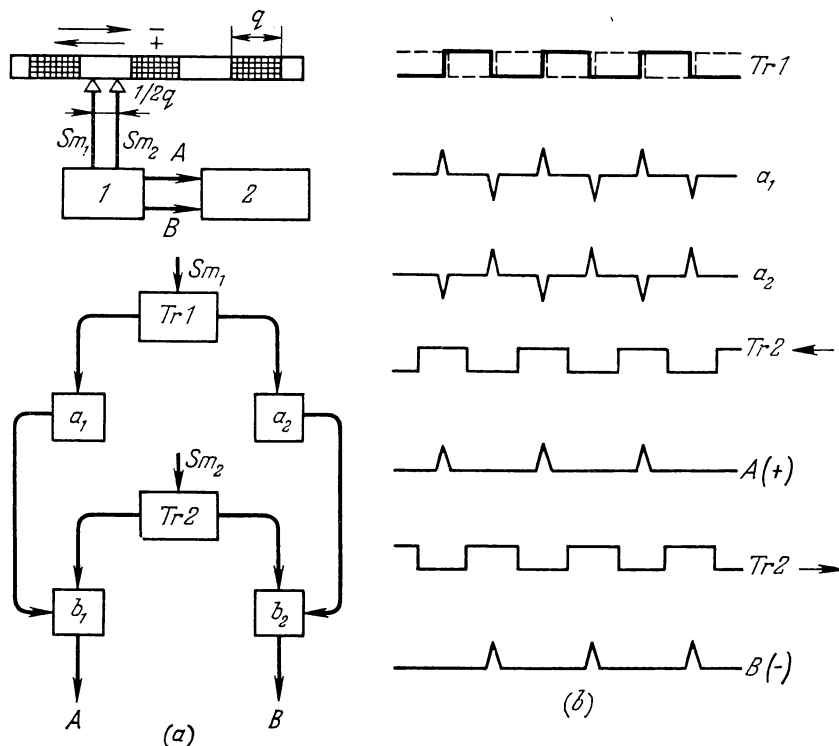 q
− +
1/2q
Sm₁ Sm₂
A
1 2
B
Sm₁
Tr1
a₁ a₂
Sm₂
Tr2
b₁ b₂
A B
(a)
Tr1
a₁
a₂
Tr2
A(+)
Tr2
B(-)
(b)